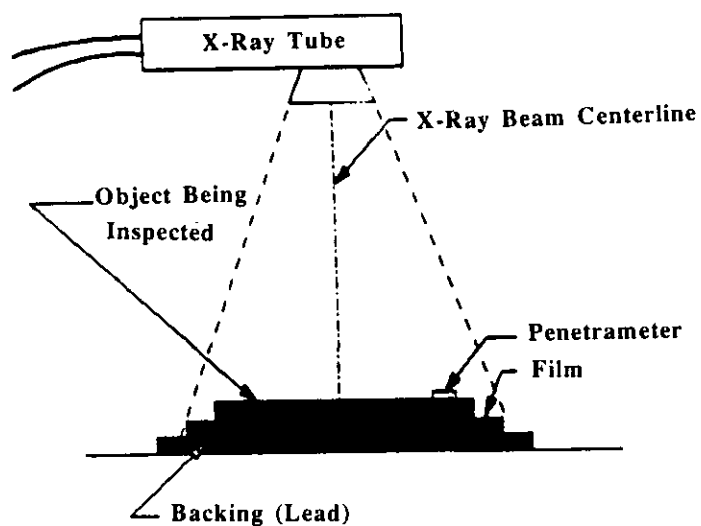 X-Ray Tube
X-Ray Beam Centerline
Object Being
Inspected
Penetrameter
Film
Backing (Lead)